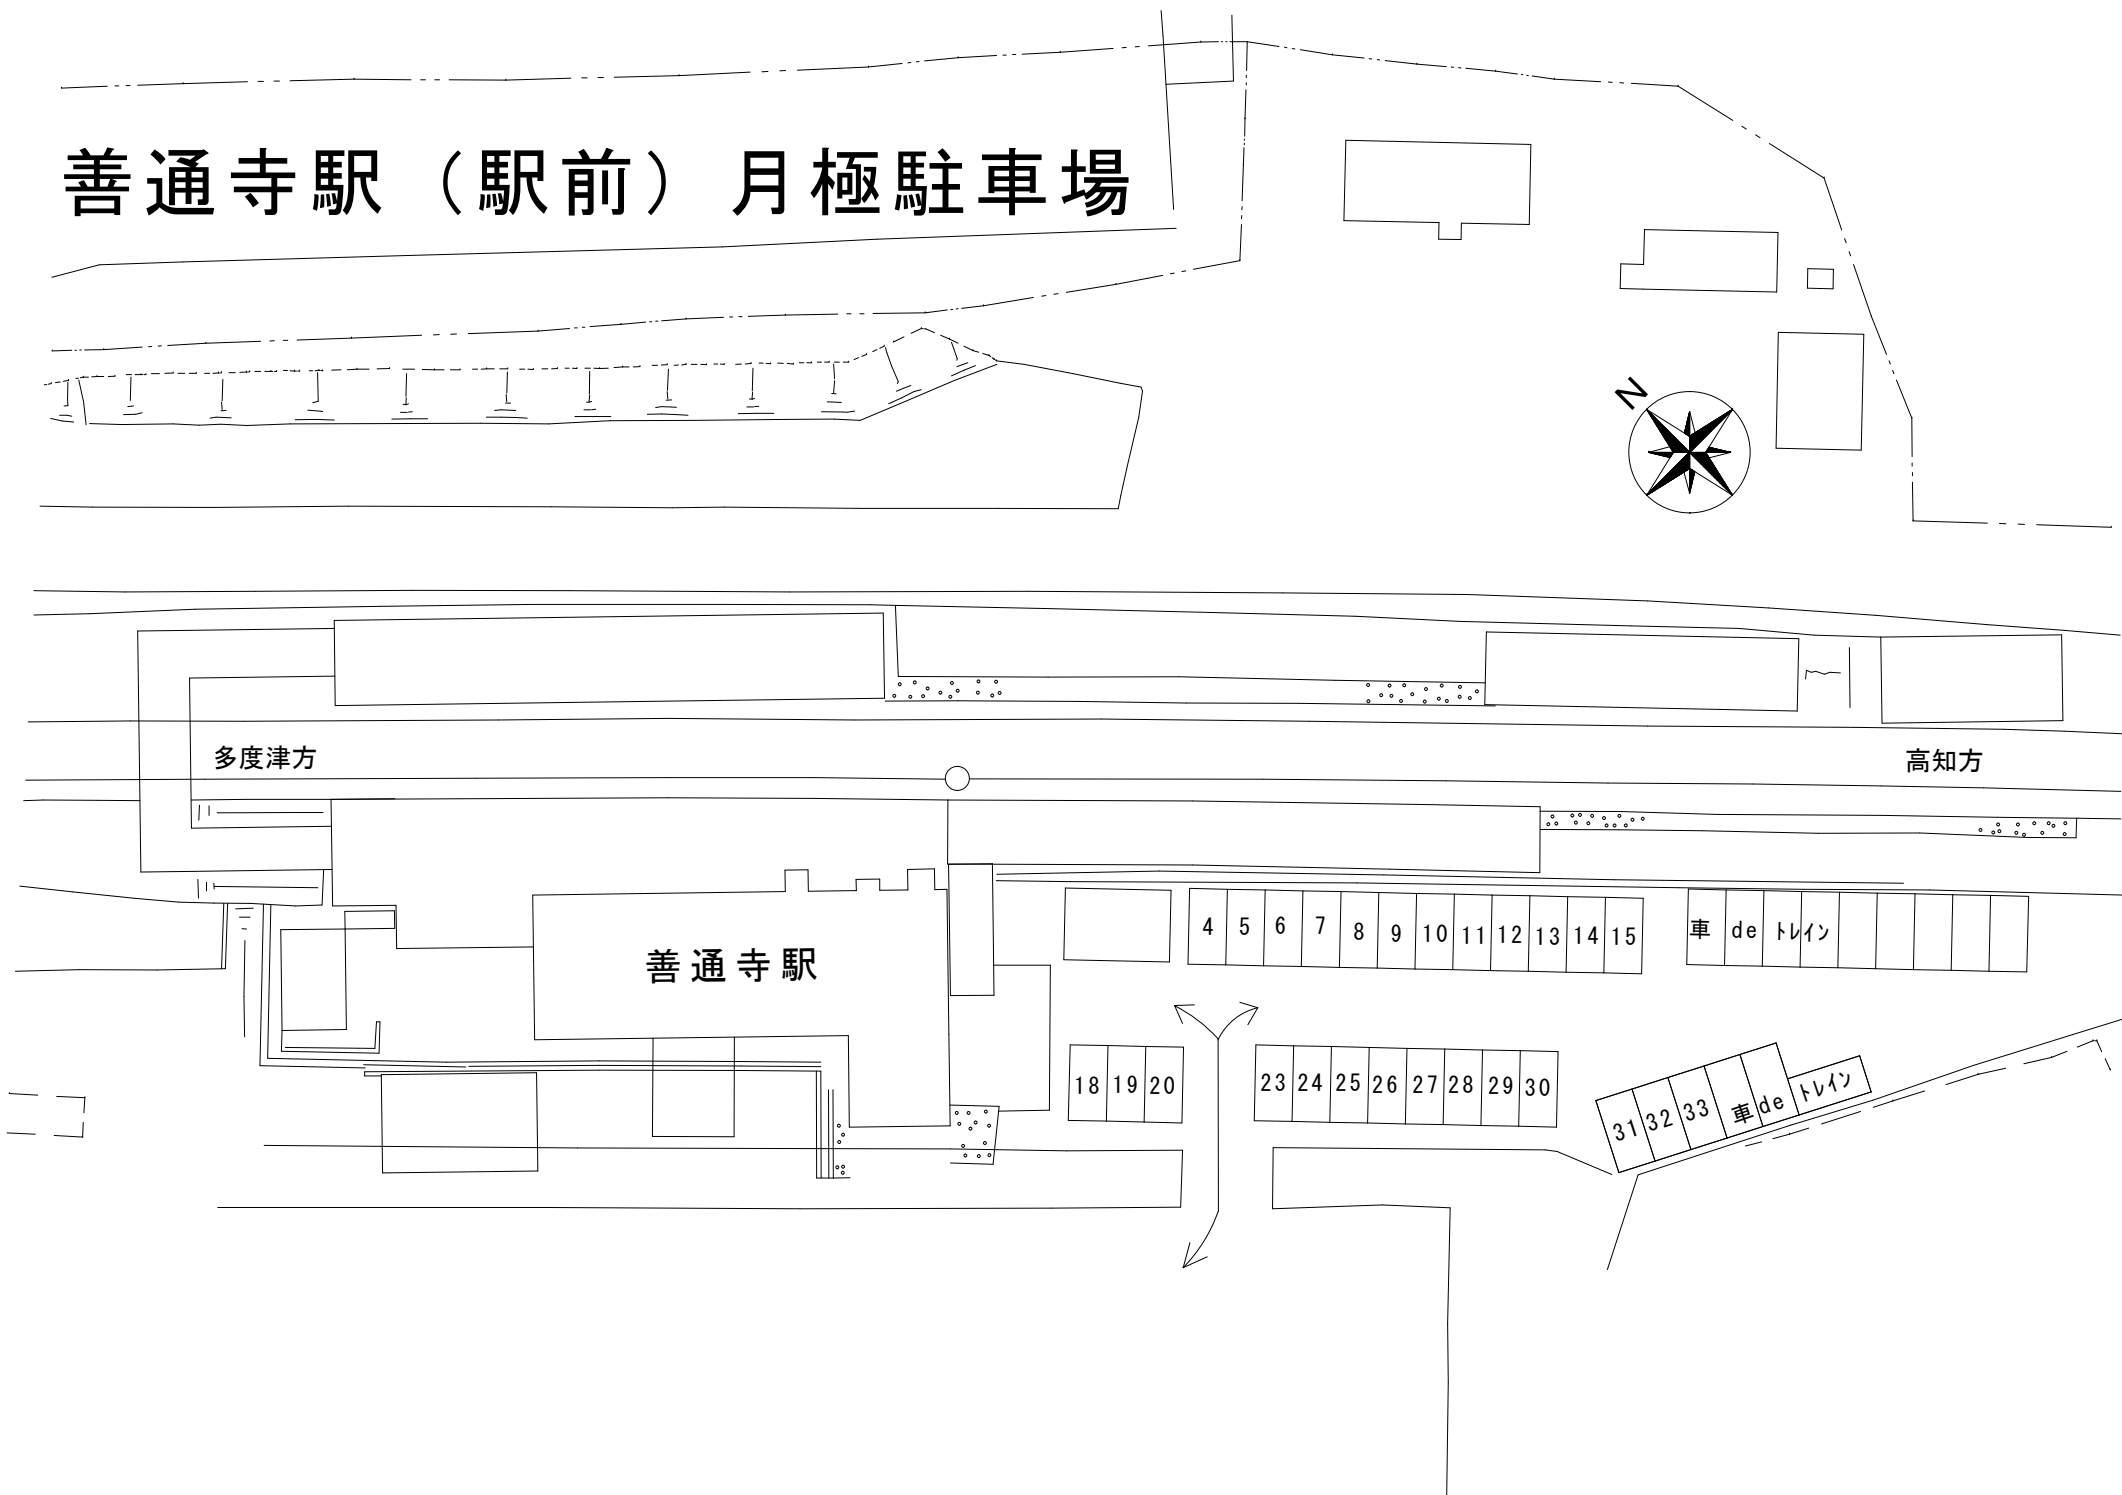 善通寺駅（駅前）月極駐車場
N
多度津方
高知方
善通寺駅
4 5 6 7 8 9 10 11 12 13 14 15
車 de ﾄﾚｲﾝ
18 19 20
23 24 25 26 27 28 29 30
31 32 33 車 de ﾄﾚｲﾝ